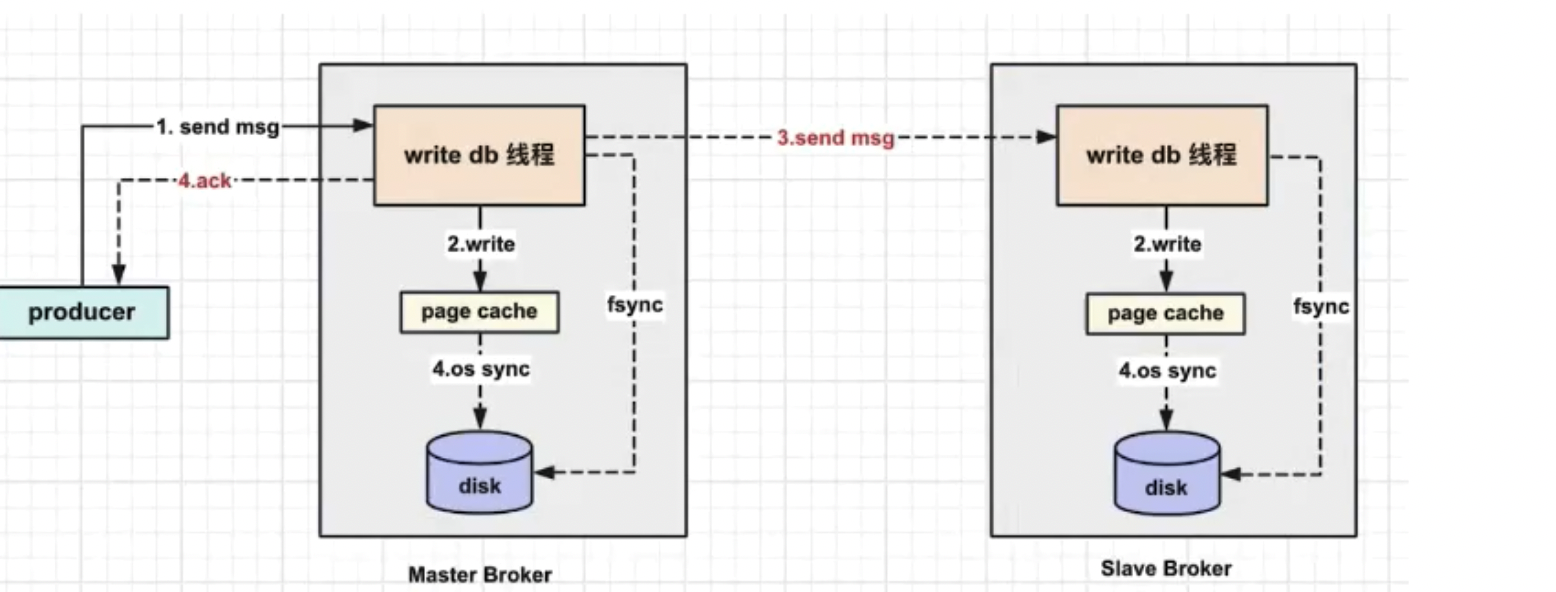 1. send msg
4.ack
producer
write db 线程
2.write
page cache
fsync
4.os sync
disk
Master Broker
3.send msg
write db 线程
2.write
page cache
fsync
4.os sync
disk
Slave Broker